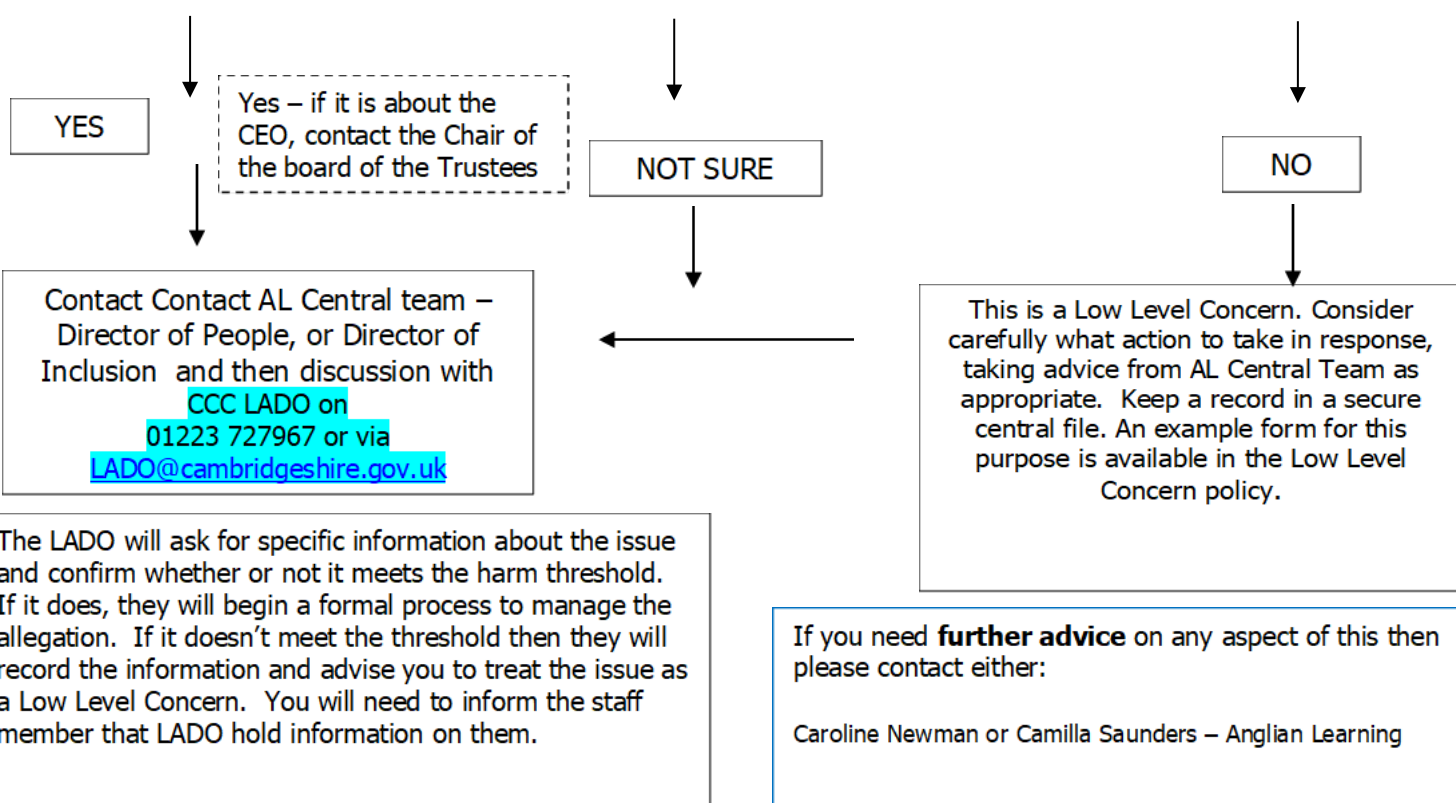 YES
Yes – if it is about the
CEO, contact the Chair of
the board of the Trustees
NOT SURE
NO
Contact Contact AL Central team –
Director of People, or Director of
Inclusion and then discussion with
CCC LADO on
01223 727967 or via
LADO@cambridgeshire.gov.uk
This is a Low Level Concern. Consider
carefully what action to take in response,
taking advice from AL Central Team as
appropriate. Keep a record in a secure
central file. An example form for this
purpose is available in the Low Level
Concern policy.
The LADO will ask for specific information about the issue
and confirm whether or not it meets the harm threshold.
If it does, they will begin a formal process to manage the
allegation. If it doesn’t meet the threshold then they will
record the information and advise you to treat the issue as
a Low Level Concern. You will need to inform the staff
member that LADO hold information on them.
If you need further advice on any aspect of this then
please contact either:
Caroline Newman or Camilla Saunders – Anglian Learning